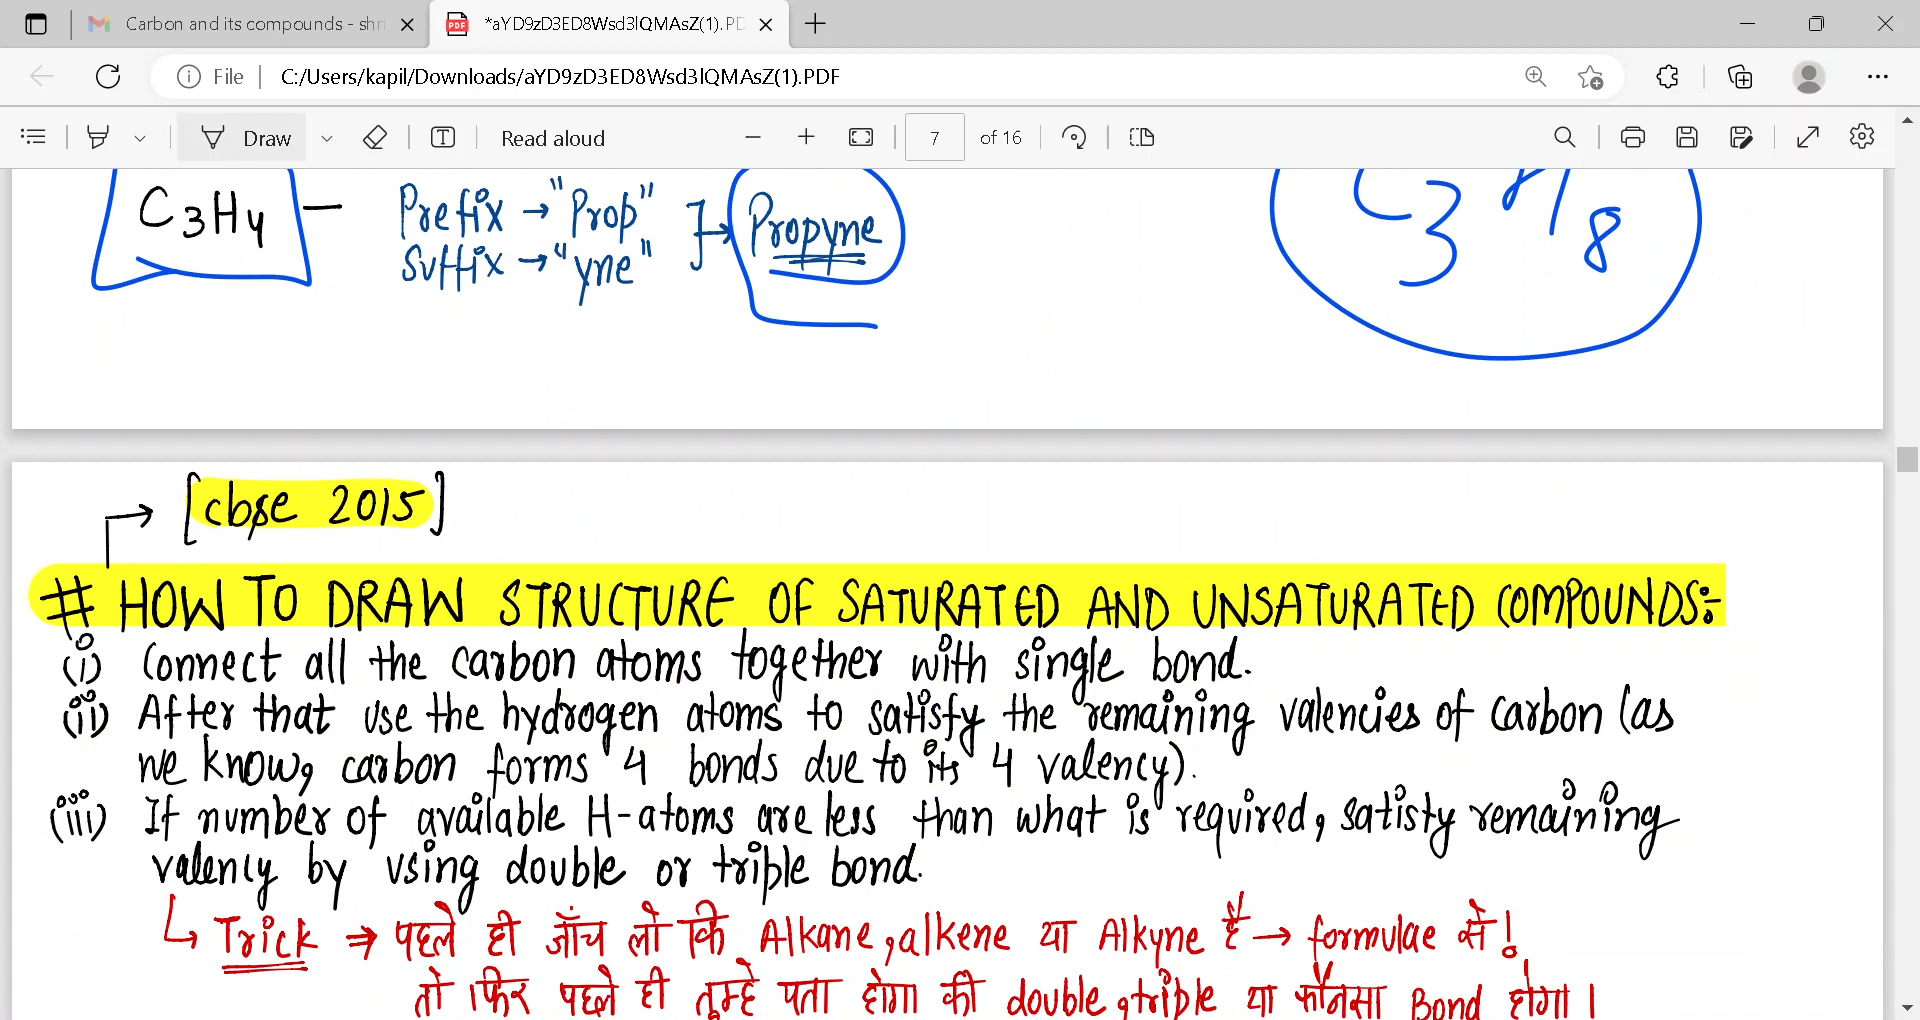 Carbon and its compounds - shri
*aYD9zD3ED8Wsd3lQMAsZ(1).PD
File C:/Users/kapil/Downloads/aYD9zD3ED8Wsd3lQMAsZ(1).PDF
Draw Read aloud 7 of 16
C3H4 — Prefix → "Prop"
Suffix → "yne"
Propyne
C3H8
[cbse 2015]
# HOW TO DRAW STRUCTURE OF SATURATED AND UNSATURATED COMPOUNDS:-
(i) Connect all the carbon atoms together with single bond.
(ii) After that use the hydrogen atoms to satisfy the remaining valencies of carbon (as
we know, carbon forms 4 bonds due to its 4 valency).
(iii) If number of available H-atoms are less than what is required, satisfy remaining
valency by using double or triple bond.
↳ Trick ⇒ पहले ही जाँच लो कि Alkane, alkene या Alkyne है → formulae से!
तो फिर पहले ही तुम्हे पता होगा की double, triple या कौनसा Bond होगा।